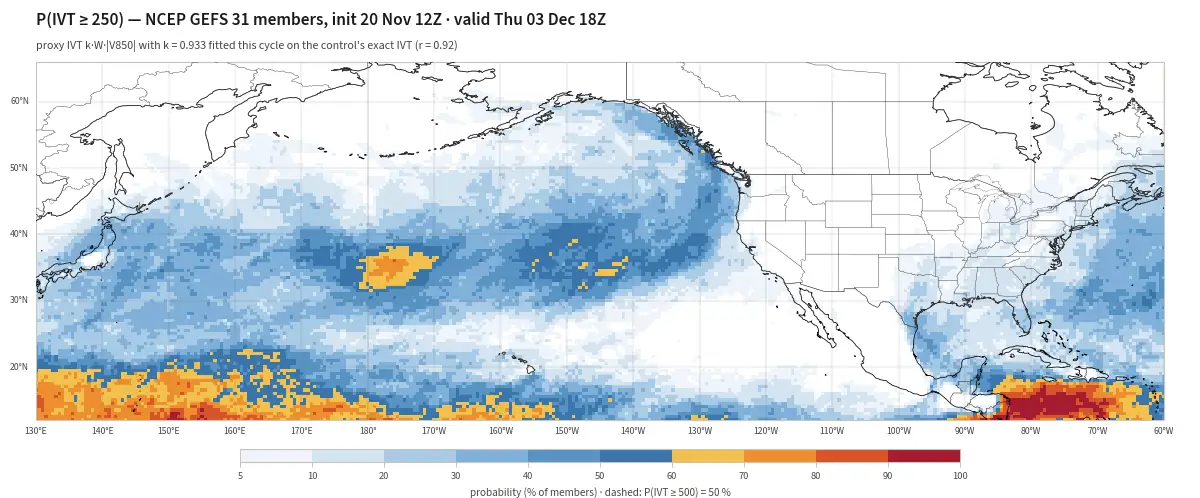 P(IVT ≥ 250) — NCEP GEFS 31 members, init 20 Nov 12Z · valid Thu 03 Dec 18Z
proxy IVT k·W·|V850| with k = 0.933 fitted this cycle on the control's exact IVT (r = 0.92)
60°N
50°N
40°N
30°N
20°N
130°E 140°E 150°E 160°E 170°E 180° 170°W 160°W 150°W 140°W 130°W 120°W 110°W 100°W 90°W 80°W 70°W 60°W
5 10 20 30 40 50 60 70 80 90 100
probability (% of members) · dashed: P(IVT ≥ 500) = 50 %